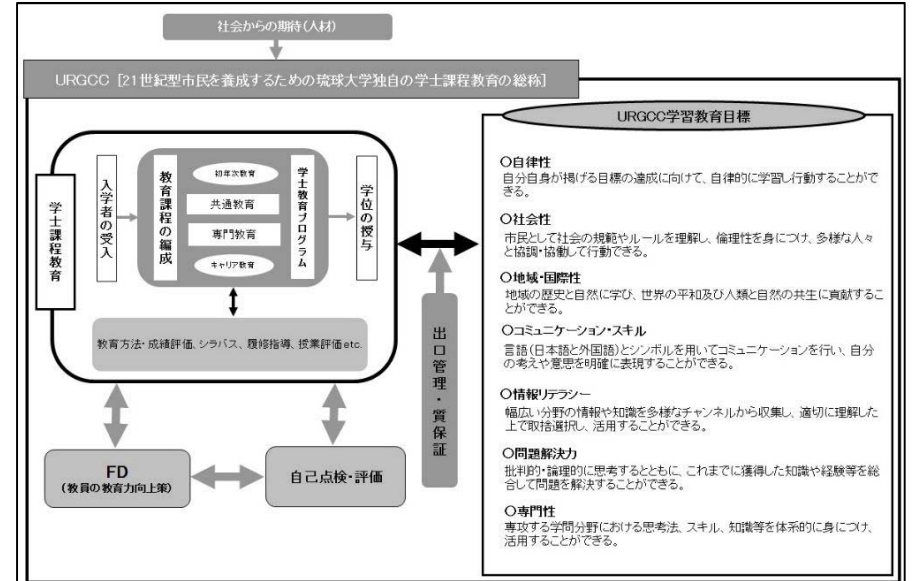 社会からの期待(人材)
URGCC [21世紀型市民を養成するための琉球大学独自の学士課程教育の総称]
学士課程教育
入学者の受入
教育課程の編成
初年次教育
共通教育
専門教育
キャリア教育
学士教育プログラム
学位の授与
教育方法・成績評価、シラバス、履修指導、授業評価etc.
FD
(教員の教育力向上策)
自己点検・評価
出口管理・質保証
URGCC学習教育目標
○自律性
自分自身が掲げる目標の達成に向けて、自律的に学習し行動することがで
きる。
○社会性
市民として社会の規範やルールを理解し、倫理性を身につけ、多様な人々
と協調・協働して行動できる。
○地域・国際性
地域の歴史と自然に学び、世界の平和及び人類と自然の共生に貢献するこ
とができる。
○コミュニケーション・スキル
言語(日本語と外国語)とシンボルを用いてコミュニケーションを行い、自分
の考えや意思を明確に表現することができる。
○情報リテラシー
幅広い分野の情報や知識を多様なチャンネルから収集し、適切に理解した
上で取捨選択し、活用することができる。
○問題解決力
批判的・論理的に思考するとともに、これまでに獲得した知識や経験等を総
合して問題を解決することができる。
○専門性
専攻する学問分野における思考法、スキル、知識等を体系的に身につけ、
活用することができる。